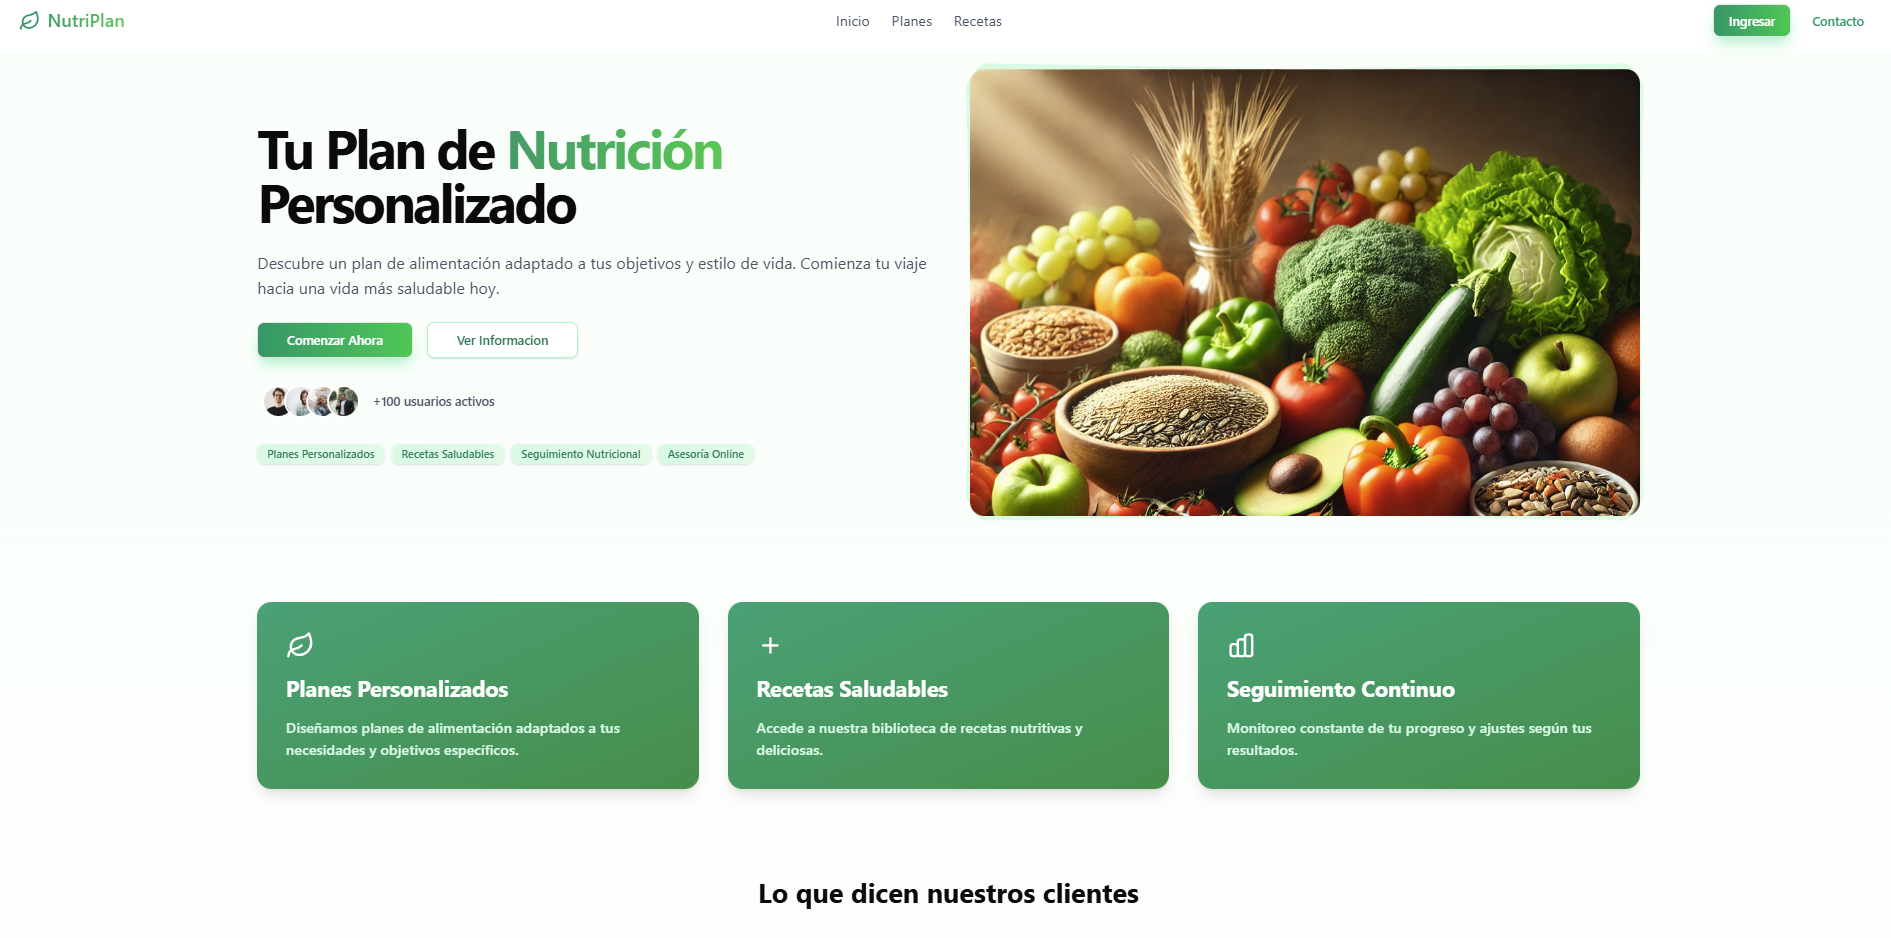 NutriPlan
Inicio
Planes
Recetas
Ingresar
Contacto
Tu Plan de Nutrición
Personalizado
Descubre un plan de alimentación adaptado a tus objetivos y estilo de vida. Comienza tu viaje
hacia una vida más saludable hoy.
Comenzar Ahora
Ver Informacion
+100 usuarios activos
Planes Personalizados
Recetas Saludables
Seguimiento Nutricional
Asesoría Online
Planes Personalizados
Diseñamos planes de alimentación adaptados a tus
necesidades y objetivos específicos.
Recetas Saludables
Accede a nuestra biblioteca de recetas nutritivas y
deliciosas.
Seguimiento Continuo
Monitoreo constante de tu progreso y ajustes según tus
resultados.
Lo que dicen nuestros clientes